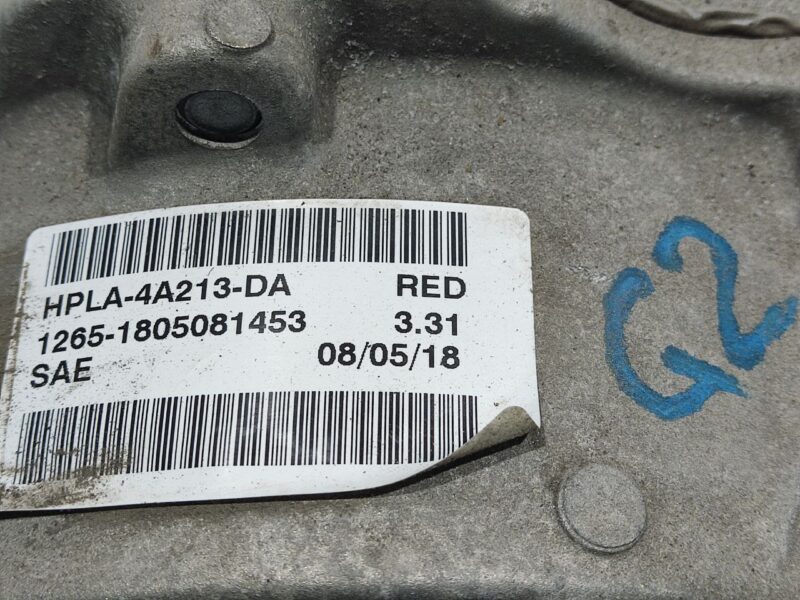 HPLA-4A213-DA RED
1265-1805081453 3.31
SAE 08/05/18
G2